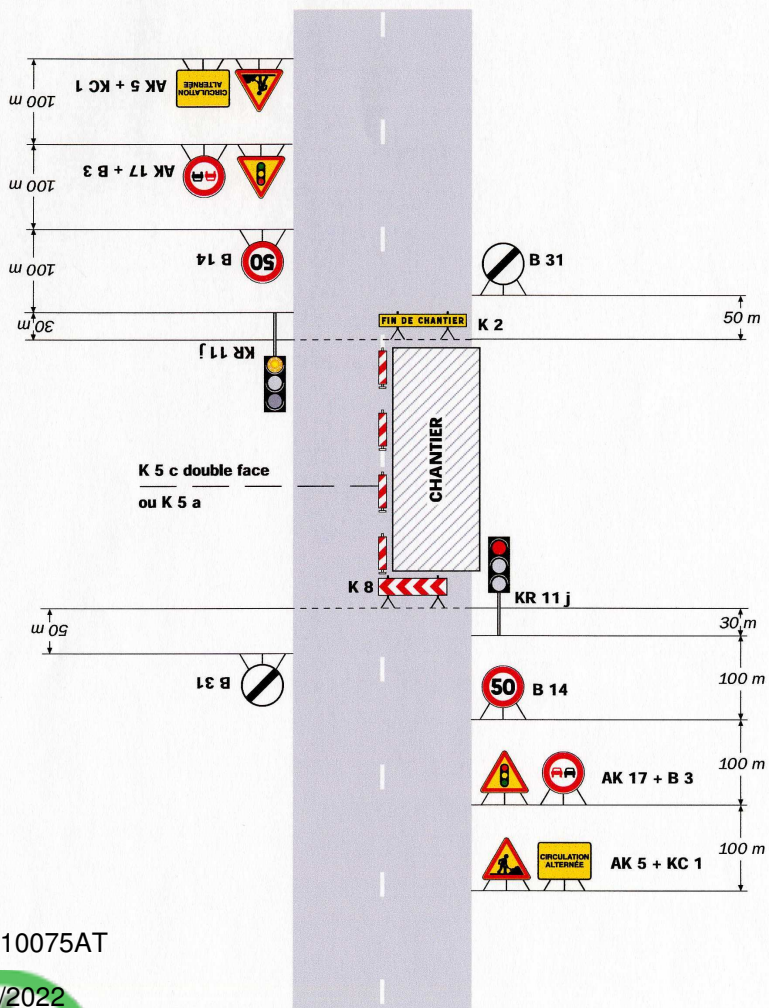 AK 5 + KC 1
CIRCULATION
ALTERNÉE
100 m
AK 17 + B 3
100 m
B 14
50
100 m
30 m
KR 11 j
B 31
50 m
FIN DE CHANTIER
K 2
CHANTIER
K 5 c double face
ou K 5 a
K 8
KR 11 j
50 m
30 m
B 31
50
B 14
100 m
AK 17 + B 3
100 m
CIRCULATION
ALTERNÉE
AK 5 + KC 1
100 m
10075AT
/2022